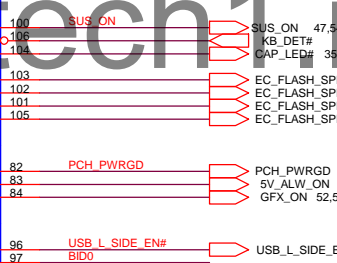 tech1.
100 SUS_ON SUS_ON 47,5
106 KB_DET#
104 CAP_LED# 35
103 EC_FLASH_SP
102 EC_FLASH_SP
101 EC_FLASH_SP
105 EC_FLASH_SP
82 PCH_PWRGD PCH_PWRGD
83 5V_ALW_ON
84 GFX_ON 52,5
96 USB_L_SIDE_EN# USB_L_SIDE_E
97 BID0